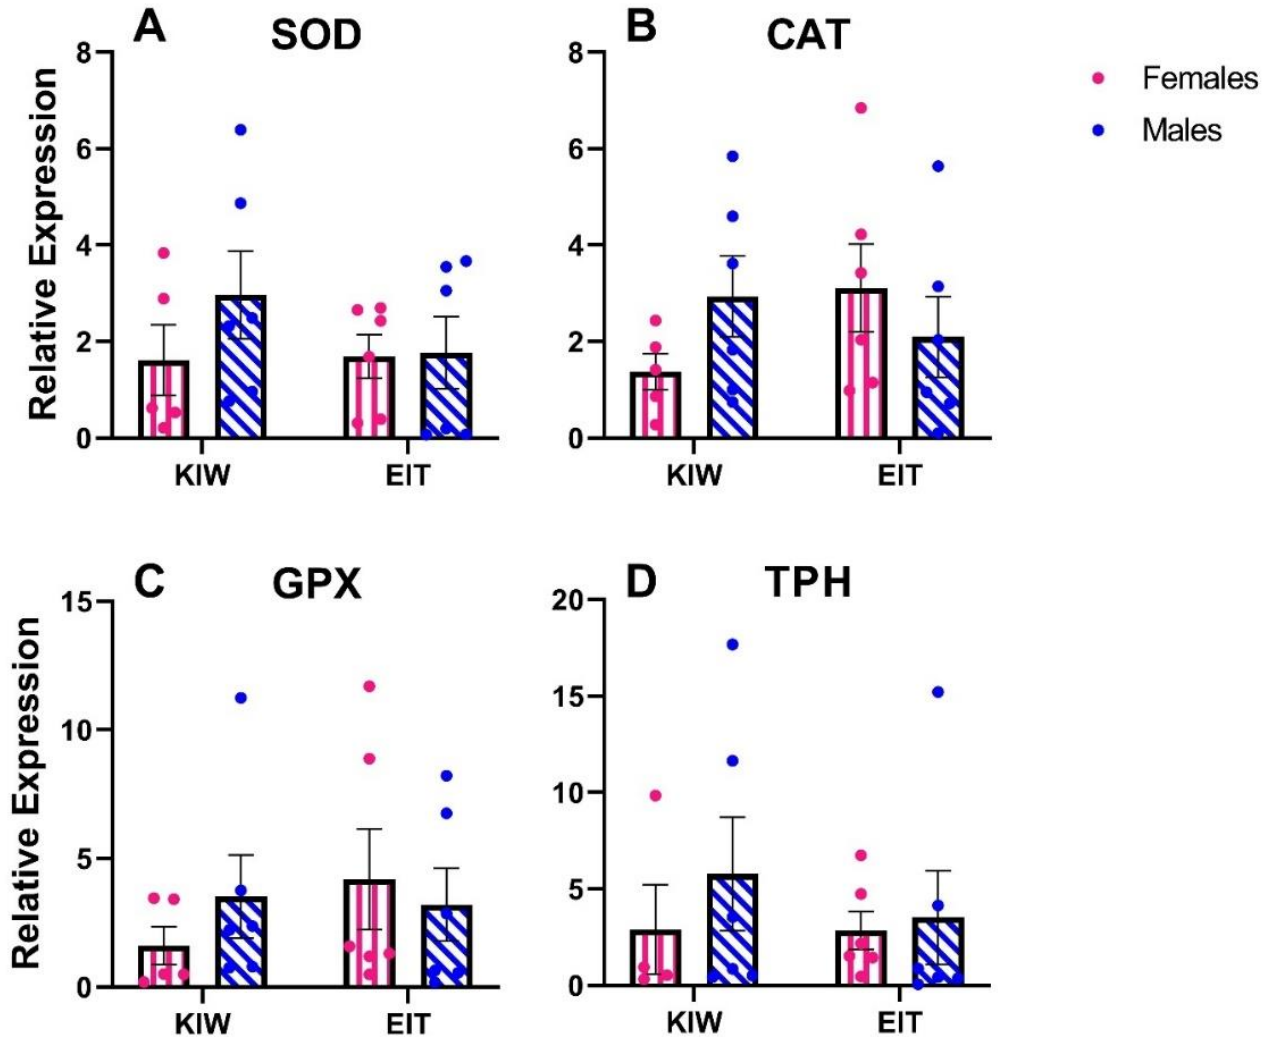 A SOD
8
6
4
2
0
Relative Expression
KIW EIT
B CAT
8
6
4
2
0
KIW EIT
Females
Males
C GPX
15
10
5
0
Relative Expression
KIW EIT
D TPH
20
15
10
5
0
KIW EIT